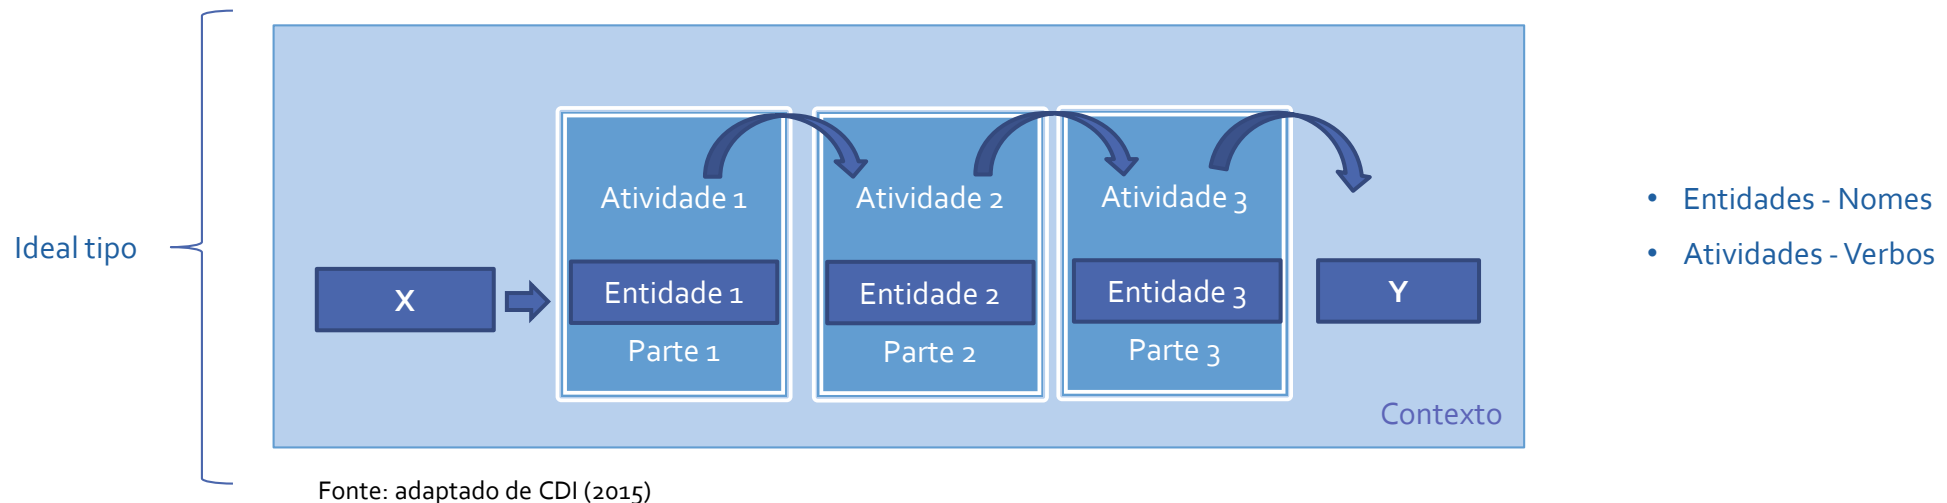 Ideal tipo
X
Atividade 1
Entidade 1
Parte 1
Atividade 2
Entidade 2
Parte 2
Atividade 3
Entidade 3
Parte 3
Y
Contexto
• Entidades - Nomes
• Atividades - Verbos
Fonte: adaptado de CDI (2015)